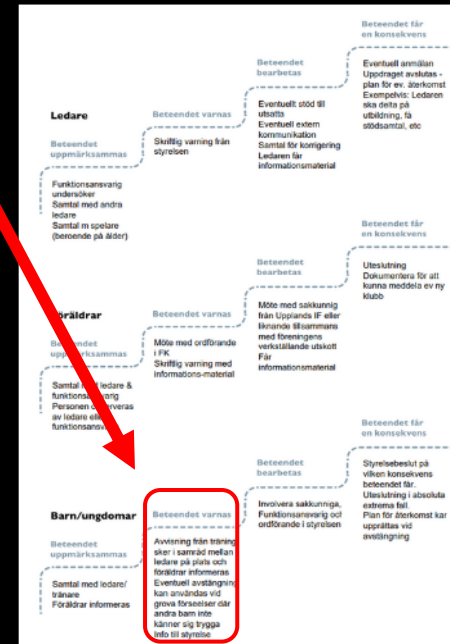 Beteendet får
en konsekvens
Eventuell anmälan
Uppdraget avslutas -
plan för ev. återkomst
Exempelvis: Ledaren
ska delta på
utbildning, få
stödsamtal, etc
Beteendet
bearbetas
Eventuellt stöd till
utsatta
Eventuell extern
kommunikation
Samtal för korrigering
Ledaren får
informationsmaterial
Ledare
Beteendet varnas
Skriftlig varning från
styrelsen
Beteendet
uppmärksammas
Funktionsansvarig
undersöker
Samtal med andra
ledare
Samtal m spelare
(beroende på ålder)
Beteendet får
en konsekvens
Uteslutning
Dokumentera för att
kunna meddela ev ny
klubb
Beteendet
bearbetas
Möte med sakkunnig
från Upplands IF eller
liknande tillsammans
med föreningens
verkställande utskott
Får
informationsmaterial
Föräldrar
Beteendet varnas
Möte med ordförande
i FK
Skriftlig varning med
informations-material
Beteendet
uppmärksammas
Samtal med ledare &
funktionsansvarig
Personen observeras
av ledare eller
funktionsansv
Beteendet får
en konsekvens
Styrelsebeslut på
vilken konsekvens
beteendet får.
Uteslutning i absoluta
extrema fall.
Plan för återkomst kan
upprättas vid
avstängning
Beteendet
bearbetas
Involvera sakkunniga,
Funktionsansvarig och
ordförande i styrelsen
Barn/ungdomar
Beteendet varnas
Avvisning från träning
sker i samråd mellan
ledare på plats och
föräldrar informeras
Eventuell avstängning
kan användas vid
grova förseelser där
andra barn inte
känner sig trygga
Info till styrelse
Beteendet
uppmärksammas
Samtal med ledare/
tränare
Föräldrar informeras